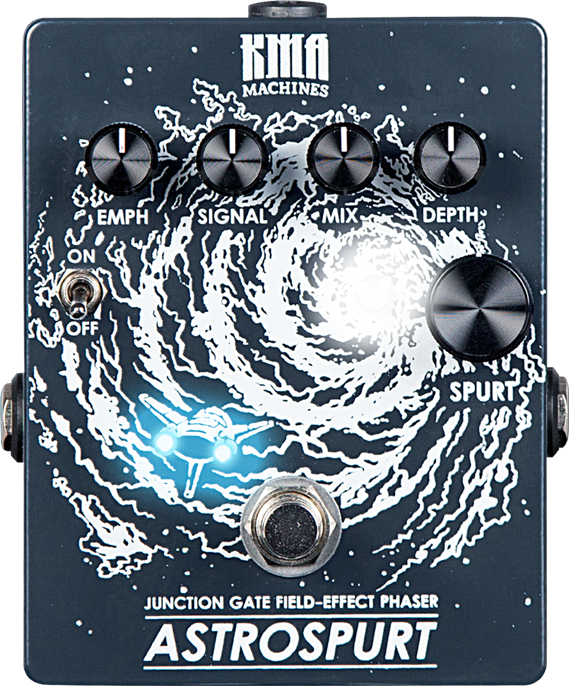 KMA
MACHINES
EMPH SIGNAL MIX DEPTH
ON
OFF
SPURT
JUNCTION GATE FIELD-EFFECT PHASER
ASTROSPURT